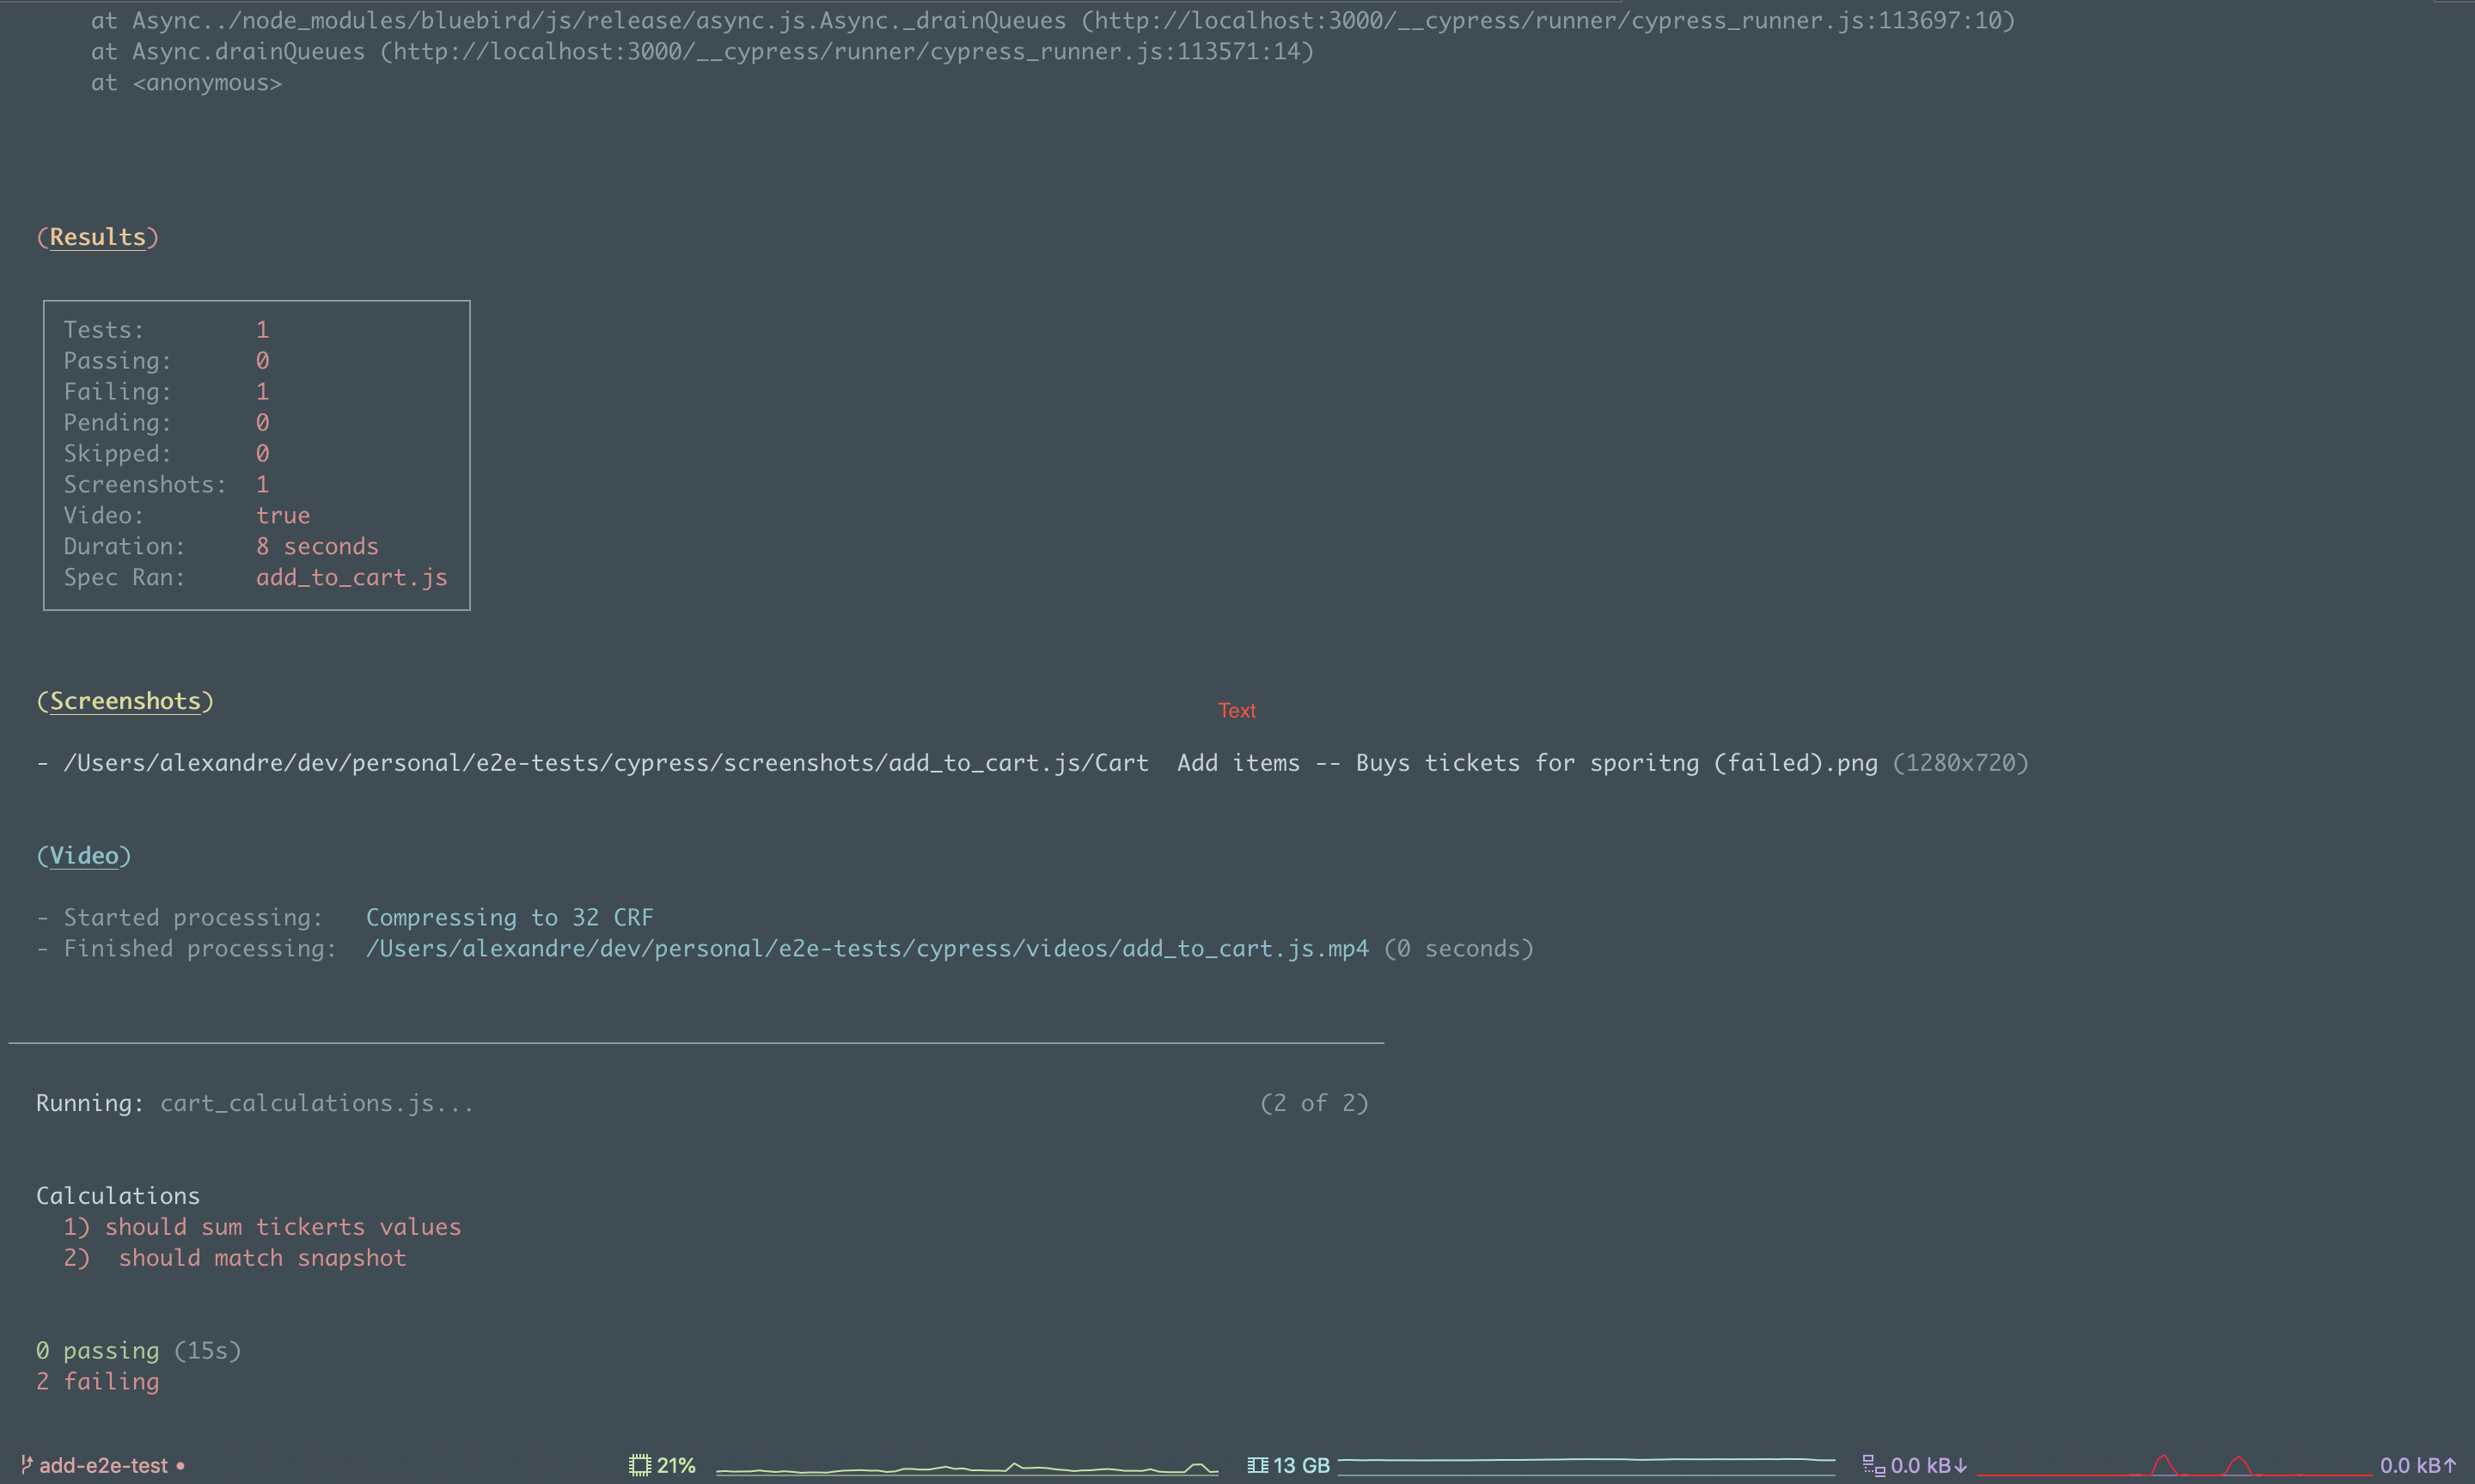 at Async../node_modules/bluebird/js/release/async.js.Async._drainQueues (http://localhost:3000/__cypress/runner/cypress_runner.js:113697:10)
at Async.drainQueues (http://localhost:3000/__cypress/runner/cypress_runner.js:113571:14)
at <anonymous>
(Results)
Tests: 1
Passing: 0
Failing: 1
Pending: 0
Skipped: 0
Screenshots: 1
Video: true
Duration: 8 seconds
Spec Ran: add_to_cart.js
(Screenshots)
Text
- /Users/alexandre/dev/personal/e2e-tests/cypress/screenshots/add_to_cart.js/Cart  Add items -- Buys tickets for sporitng (failed).png (1280x720)
(Video)
- Started processing: Compressing to 32 CRF
- Finished processing: /Users/alexandre/dev/personal/e2e-tests/cypress/videos/add_to_cart.js.mp4 (0 seconds)
Running: cart_calculations.js... (2 of 2)
Calculations
1) should sum tickerts values
2)  should match snapshot
0 passing (15s)
2 failing
add-e2e-test • 21% 13 GB 0.0 kB↓ 0.0 kB↑